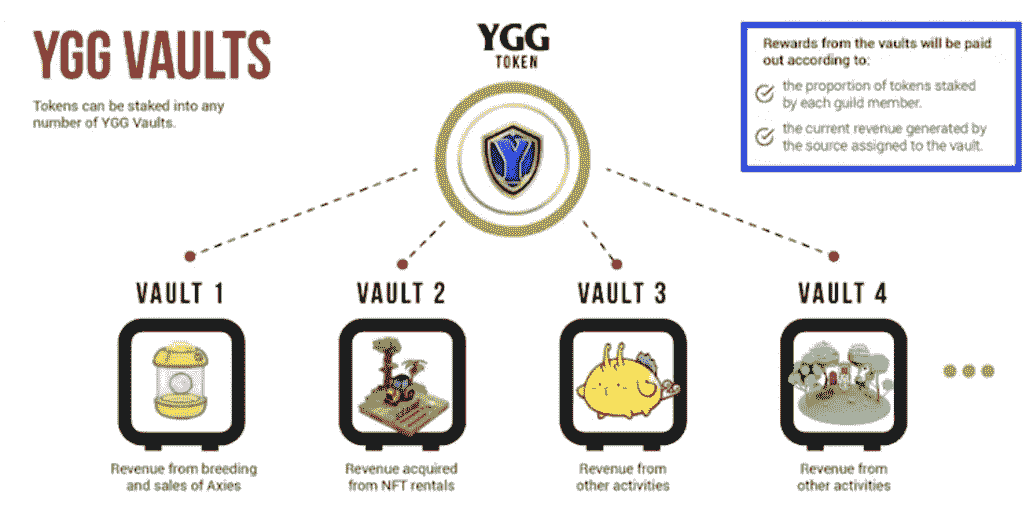 YGG VAULTS
Tokens can be staked into any
number of YGG Vaults.
YGG
TOKEN
Rewards from the vaults will be paid
out according to:
the proportion of tokens staked
by each guild member.
the current revenue generated by
the source assigned to the vault.
VAULT 1
VAULT 2
VAULT 3
VAULT 4
Revenue from breeding
and sales of Axies
Revenue acquired
from NFT rentals
Revenue from
other activities
Revenue from
other activities